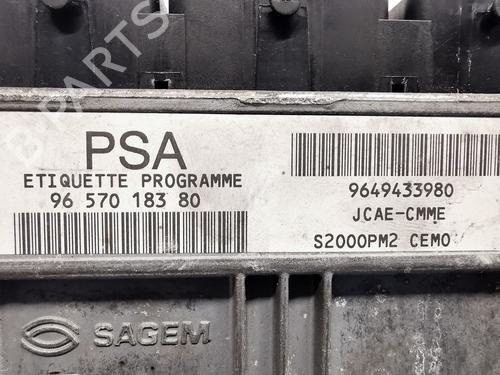 PSA
ETIQUETTE PROGRAMME
96 570 183 80
9649433980
JCAE-CMME
S2000PM2 CEMO
SAGEM
B-PARTS